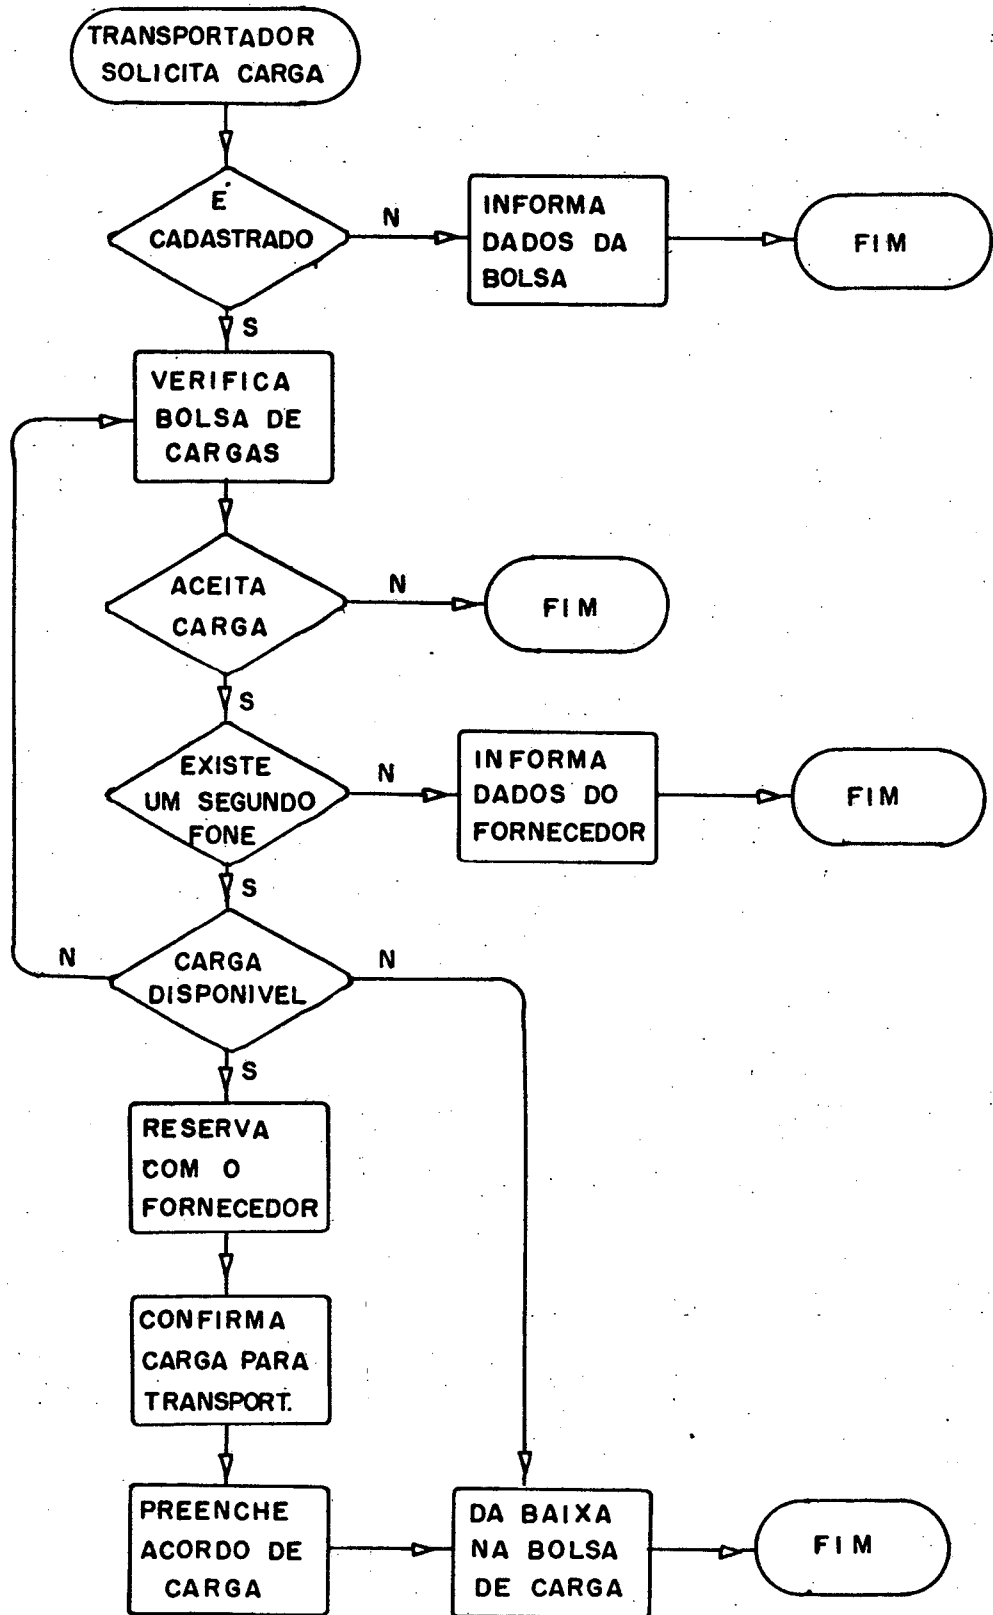 TRANSPORTADOR
SOLICITA CARGA
É
CADASTRADO
N
INFORMA
DADOS DA
BOLSA
FIM
S
VERIFICA
BOLSA DE
CARGAS
ACEITA
CARGA
N
FIM
S
EXISTE
UM SEGUNDO
FONE
N
INFORMA
DADOS DO
FORNECEDOR
FIM
S
N
CARGA
DISPONIVEL
N
S
RESERVA
COM O
FORNECEDOR
CONFIRMA
CARGA PARA
TRANSPORT.
PREENCHE
ACORDO DE
CARGA
DA BAIXA
NA BOLSA
DE CARGA
FIM